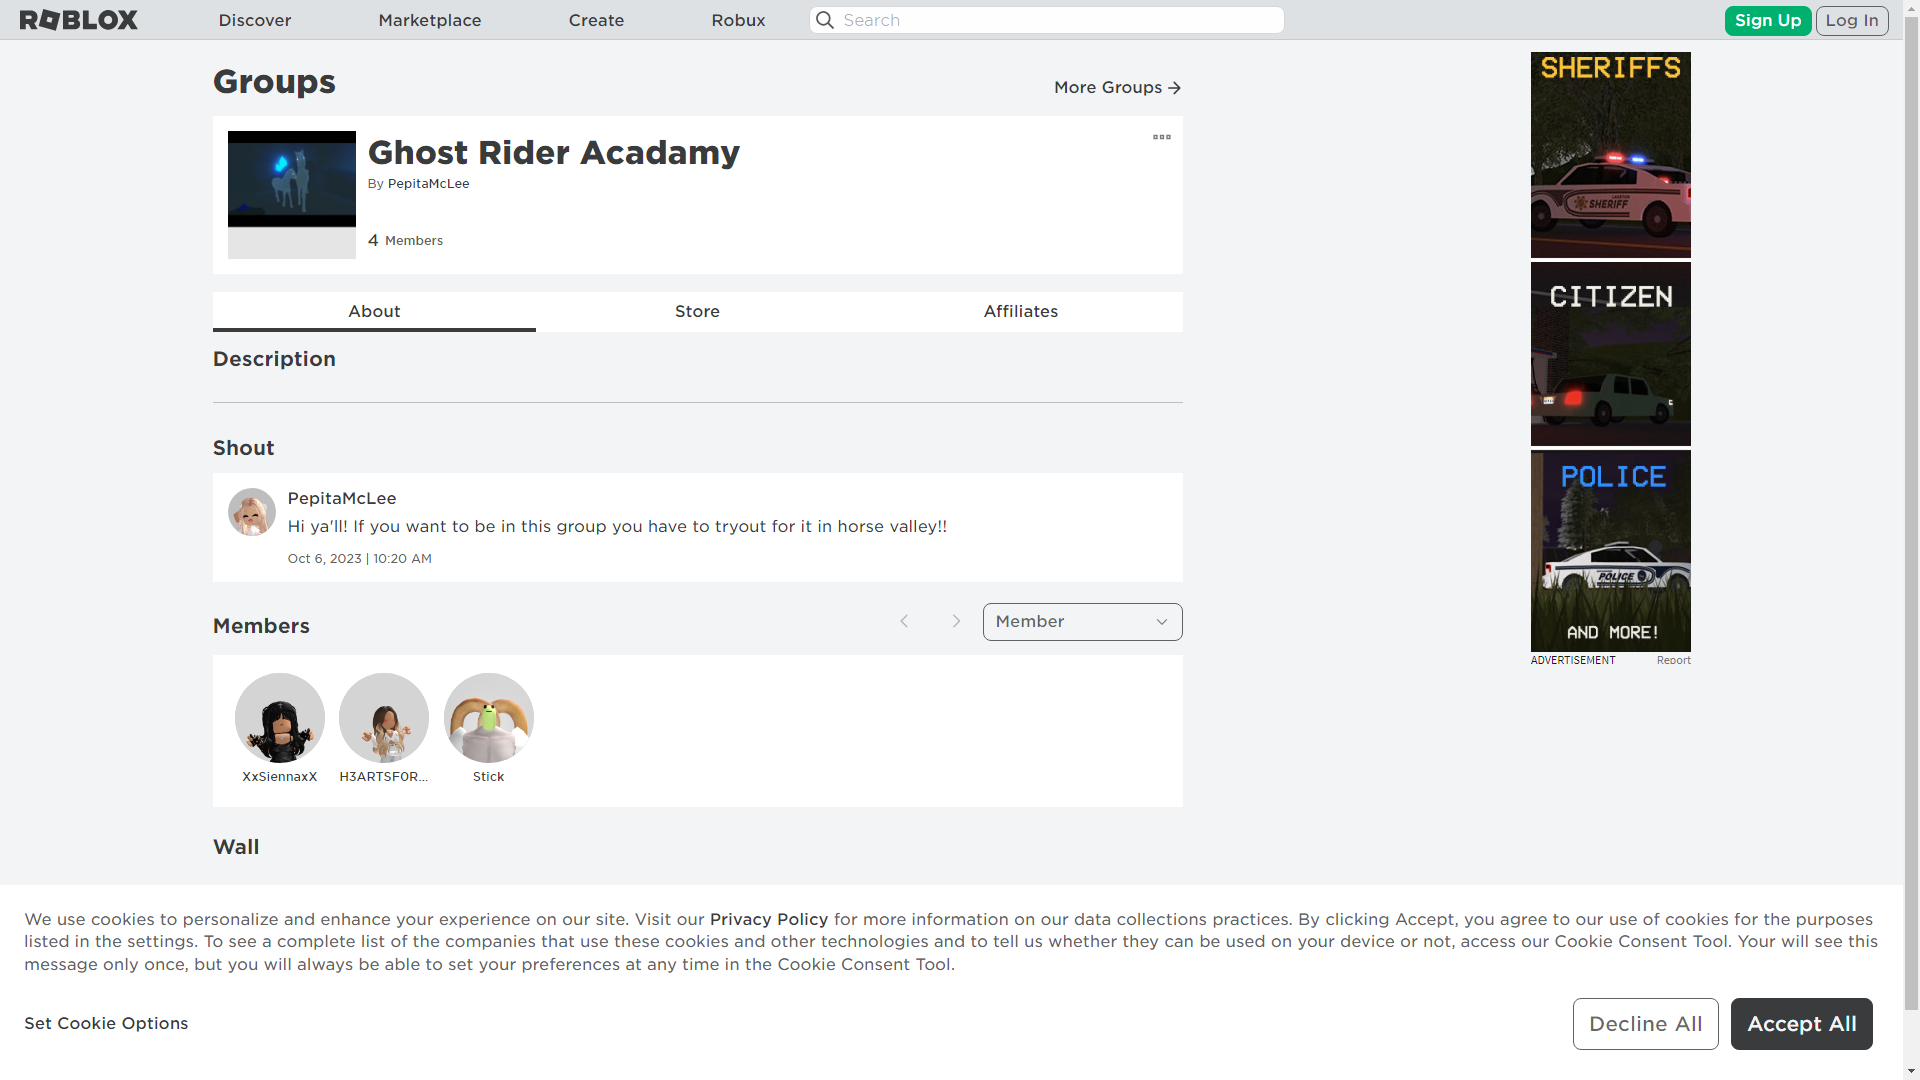 ROBLOX
Discover
Marketplace
Create
Robux
Search
Sign Up
Log In
Groups
More Groups
Ghost Rider Acadamy
By PepitaMcLee
4 Members
About
Store
Affiliates
Description
Shout
PepitaMcLee
Hi ya'll! If you want to be in this group you have to tryout for it in horse valley!!
Oct 6, 2023 | 10:20 AM
Members
Member
XxSiennaxX
H3ARTSF0R...
Stick
Wall
SHERIFFS
SHERIFF
CITIZEN
POLICE
POLICE
AND MORE!
ADVERTISEMENT
Report
We use cookies to personalize and enhance your experience on our site. Visit our Privacy Policy for more information on our data collections practices. By clicking Accept, you agree to our use of cookies for the purposes
listed in the settings. To see a complete list of the companies that use these cookies and other technologies and to tell us whether they can be used on your device or not, access our Cookie Consent Tool. Your will see this
message only once, but you will always be able to set your preferences at any time in the Cookie Consent Tool.
Set Cookie Options
Decline All
Accept All